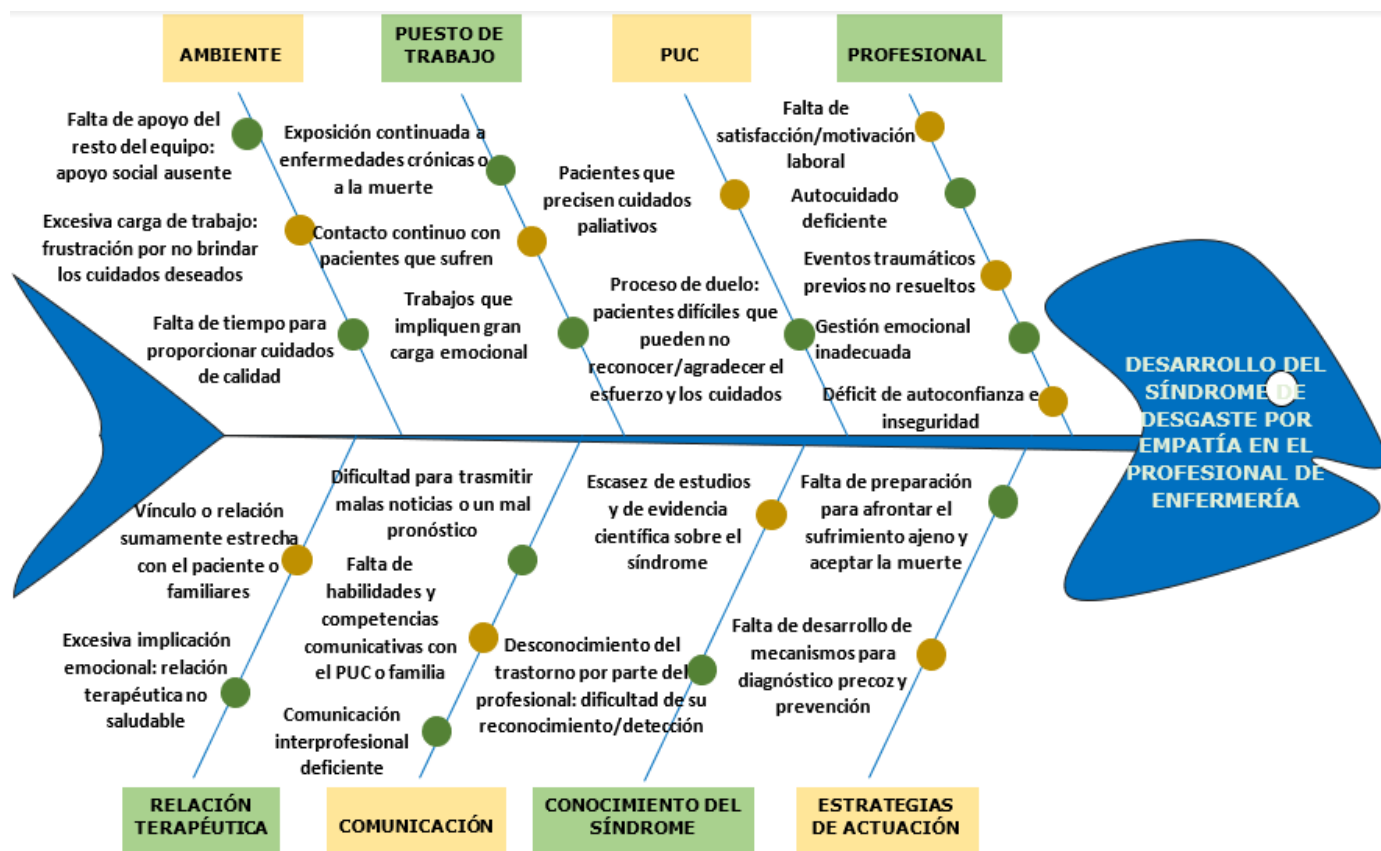 AMBIENTE
PUESTO DE
TRABAJO
PUC
PROFESIONAL
Falta de apoyo del
resto del equipo:
apoyo social ausente
Excesiva carga de trabajo:
frustración por no brindar
los cuidados deseados
Falta de tiempo para
proporcionar cuidados
de calidad
Exposición continuada a
enfermedades crónicas o
a la muerte
Contacto continuo con
pacientes que sufren
Trabajos que
impliquen gran
carga emocional
Pacientes que
precisen cuidados
paliativos
Proceso de duelo:
pacientes difíciles que
pueden no
reconocer/agradecer el
esfuerzo y los cuidados
Falta de
satisfacción/motivación
laboral
Autocuidado
deficiente
Eventos traumáticos
previos no resueltos
Gestión emocional
inadecuada
Déficit de autoconfianza e
inseguridad
DESARROLLO DEL
SÍNDROME DE
DESGASTE POR
EMPATÍA EN EL
PROFESIONAL DE
ENFERMERÍA
Vínculo o relación
sumamente estrecha
con el paciente o
familiares
Excesiva implicación
emocional: relación
terapéutica no
saludable
Dificultad para trasmitir
malas noticias o un mal
pronóstico
Falta de
habilidades y
competencias
comunicativas con
el PUC o familia
Comunicación
interprofesional
deficiente
Escasez de estudios
y de evidencia
científica sobre el
síndrome
Desconocimiento del
trastorno por parte del
profesional: dificultad de su
reconocimiento/detección
Falta de preparación
para afrontar el
sufrimiento ajeno y
aceptar la muerte
Falta de desarrollo de
mecanismos para
diagnóstico precoz y
prevención
RELACIÓN
TERAPÉUTICA
COMUNICACIÓN
CONOCIMIENTO DEL
SÍNDROME
ESTRATEGIAS
DE ACTUACIÓN